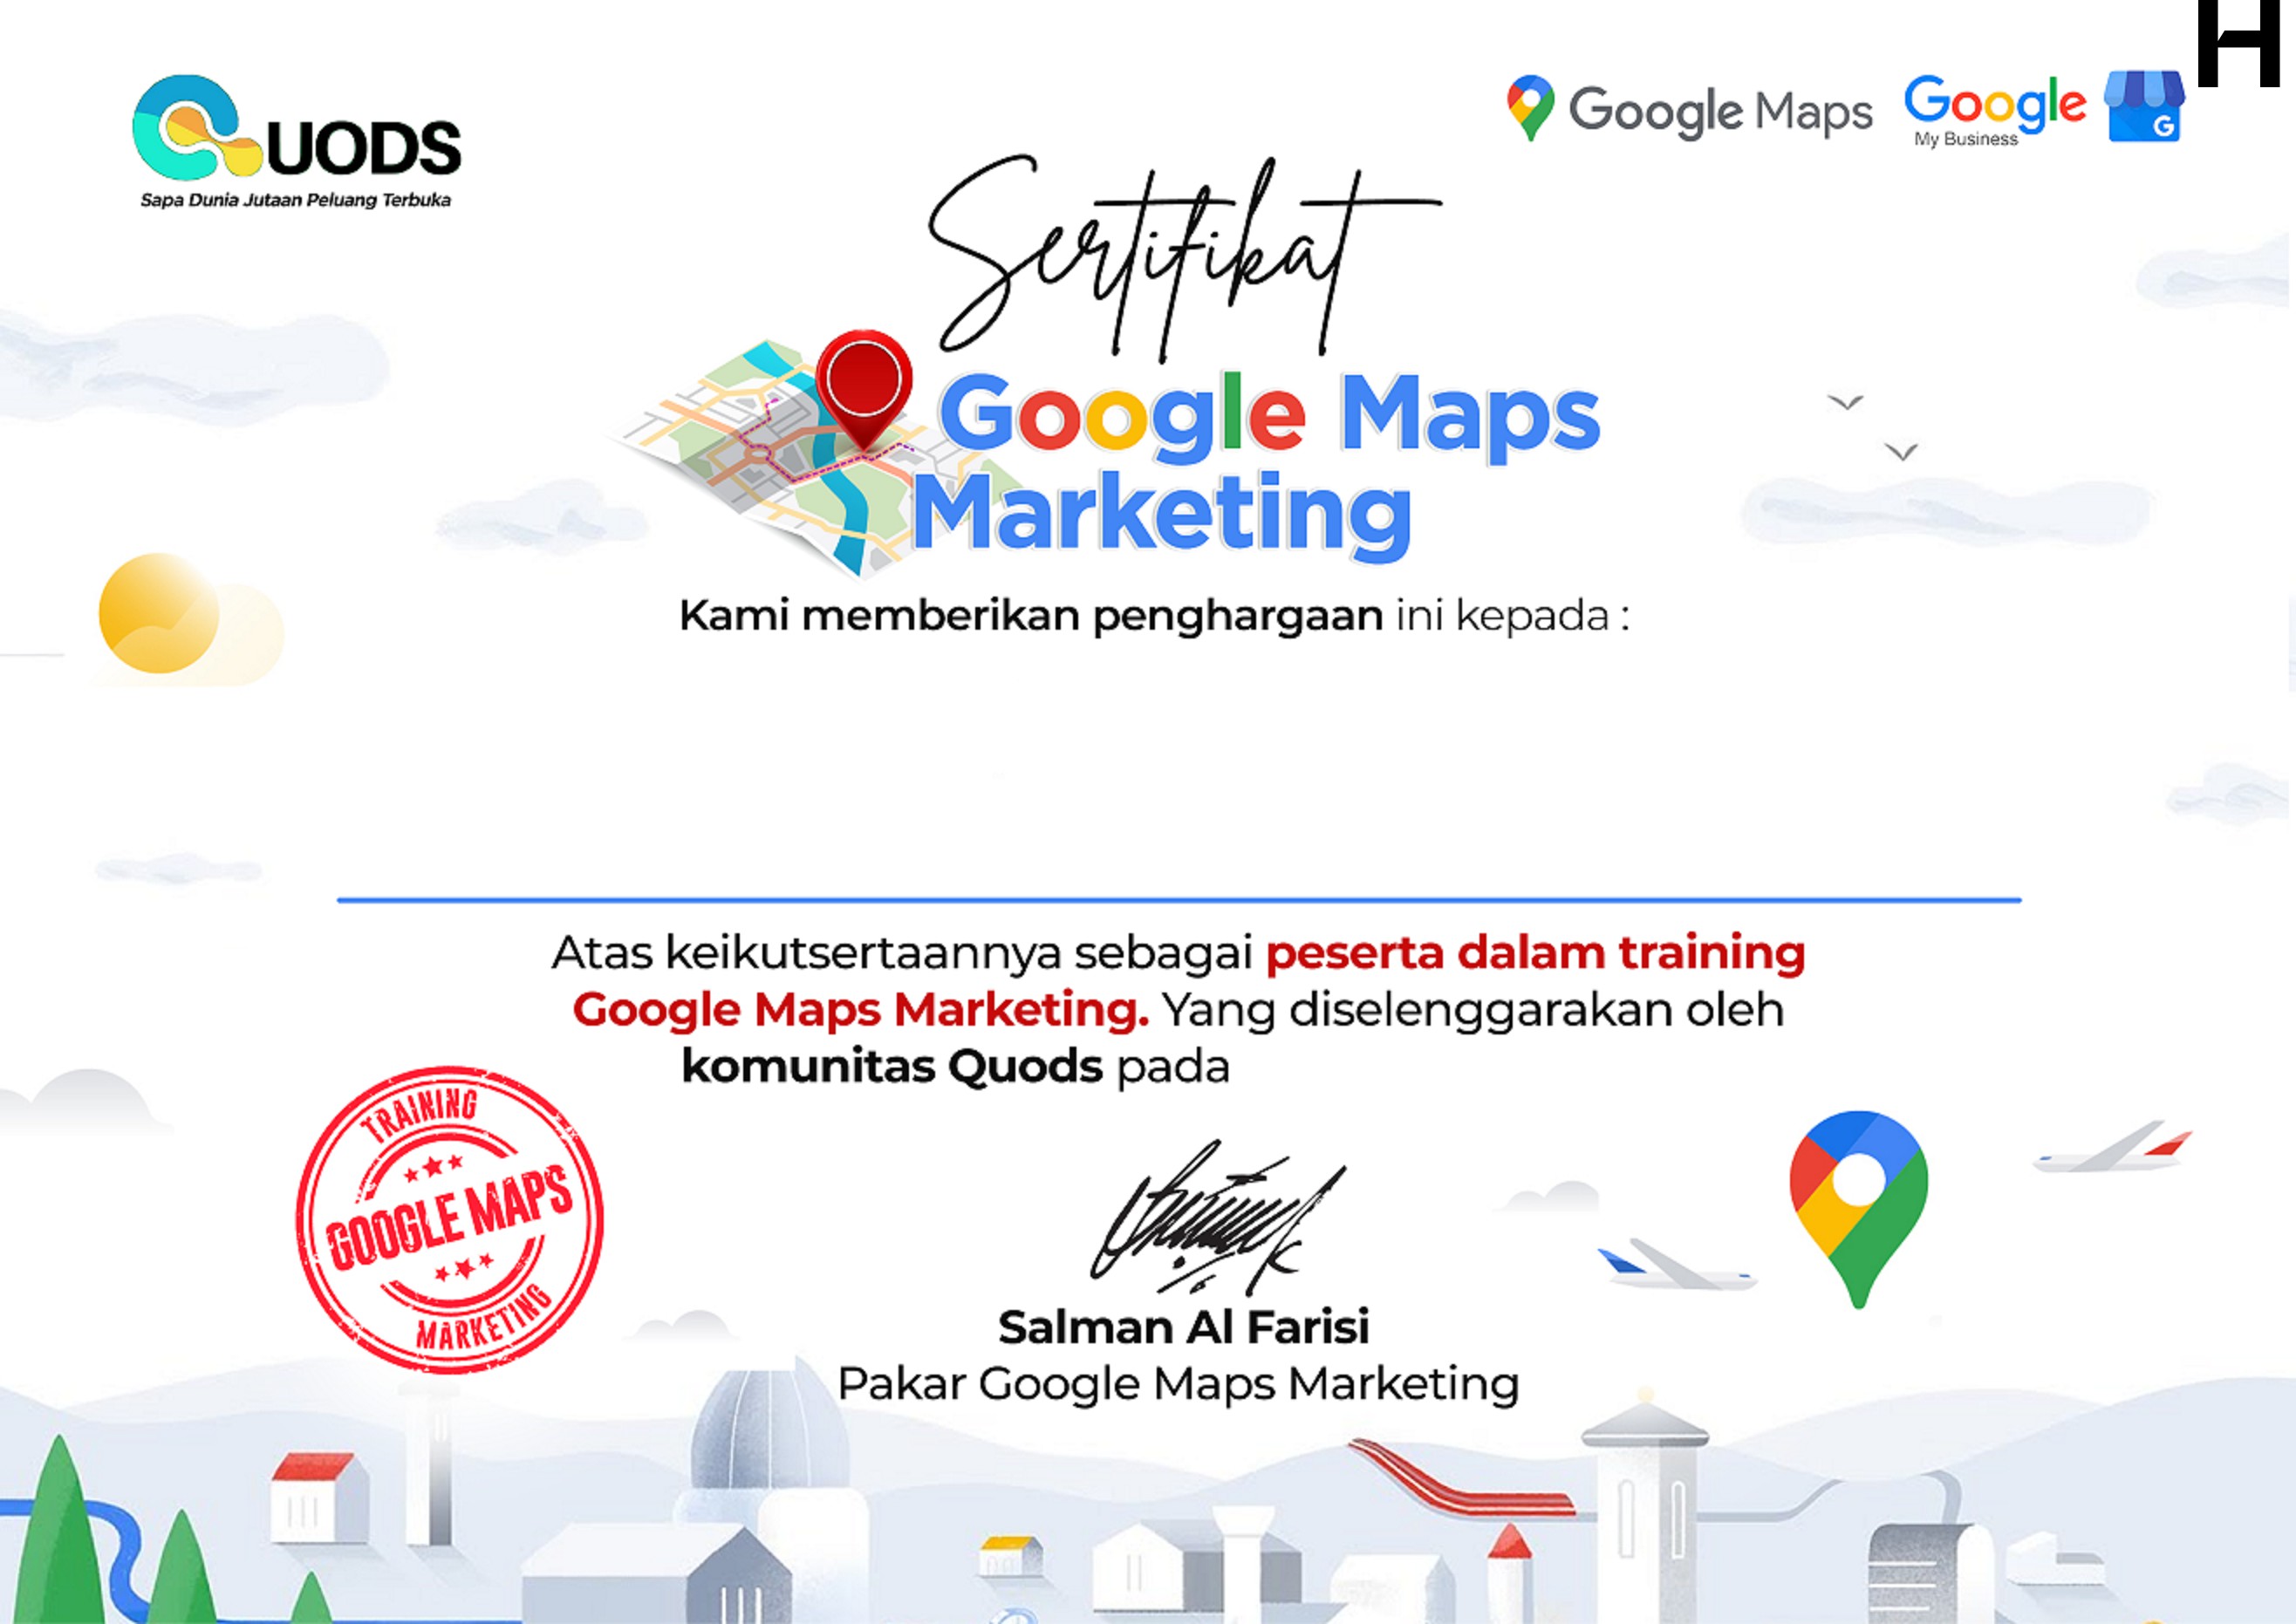 H
QUODS
Sapa Dunia Jutaan Peluang Terbuka
Google Maps
Google
My Business
G
Sertifikat
Google Maps
Marketing
Kami memberikan penghargaan ini kepada :
Atas keikutsertaannya sebagai peserta dalam training
Google Maps Marketing. Yang diselenggarakan oleh
komunitas Quods pada
TRAINING
GOOGLE MAPS
MARKETING
Salman Al Farisi
Pakar Google Maps Marketing